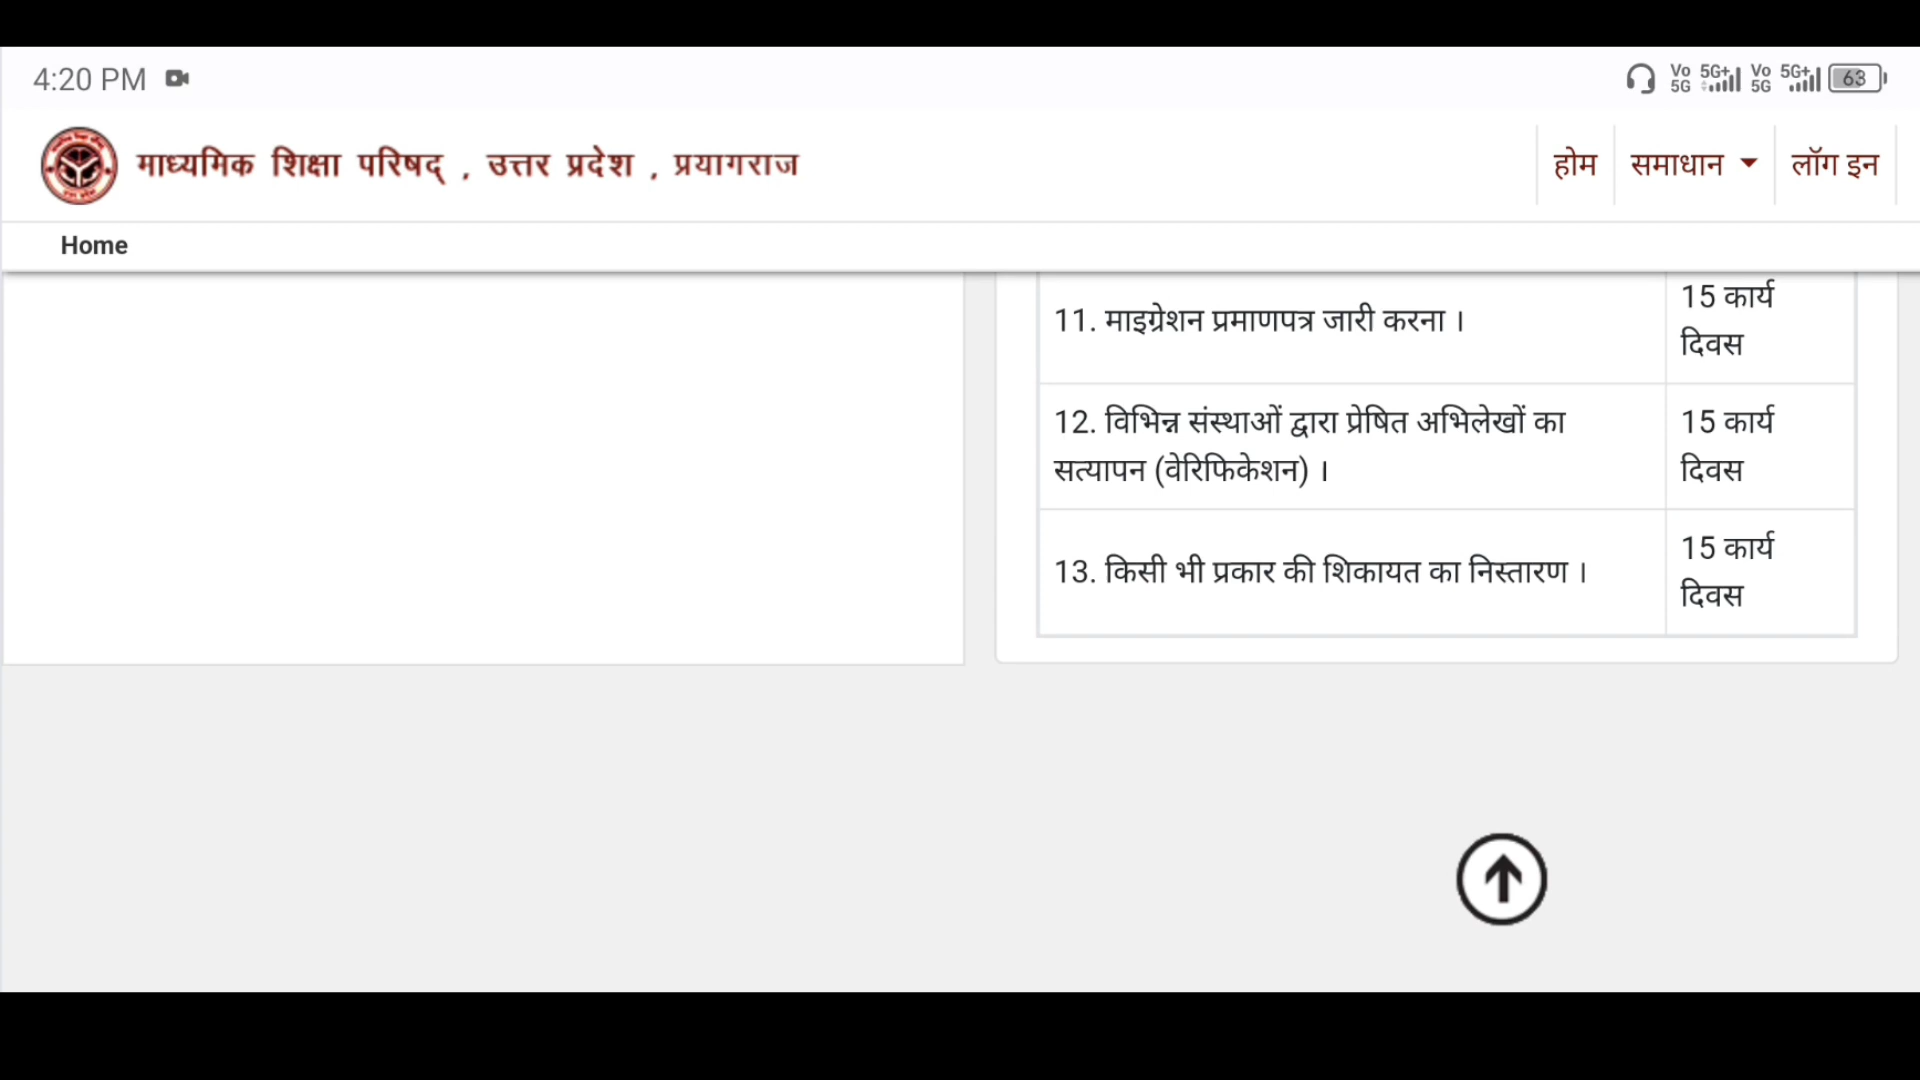 4:20 PM
Vo 5G 5G+ Vo 5G 5G+ 63
माध्यमिक शिक्षा परिषद् , उत्तर प्रदेश , प्रयागराज
होम समाधान लॉग इन
Home
11. माइग्रेशन प्रमाणपत्र जारी करना ।
15 कार्य
दिवस
12. विभिन्न संस्थाओं द्वारा प्रेषित अभिलेखों का
सत्यापन (वेरिफिकेशन) ।
15 कार्य
दिवस
13. किसी भी प्रकार की शिकायत का निस्तारण ।
15 कार्य
दिवस